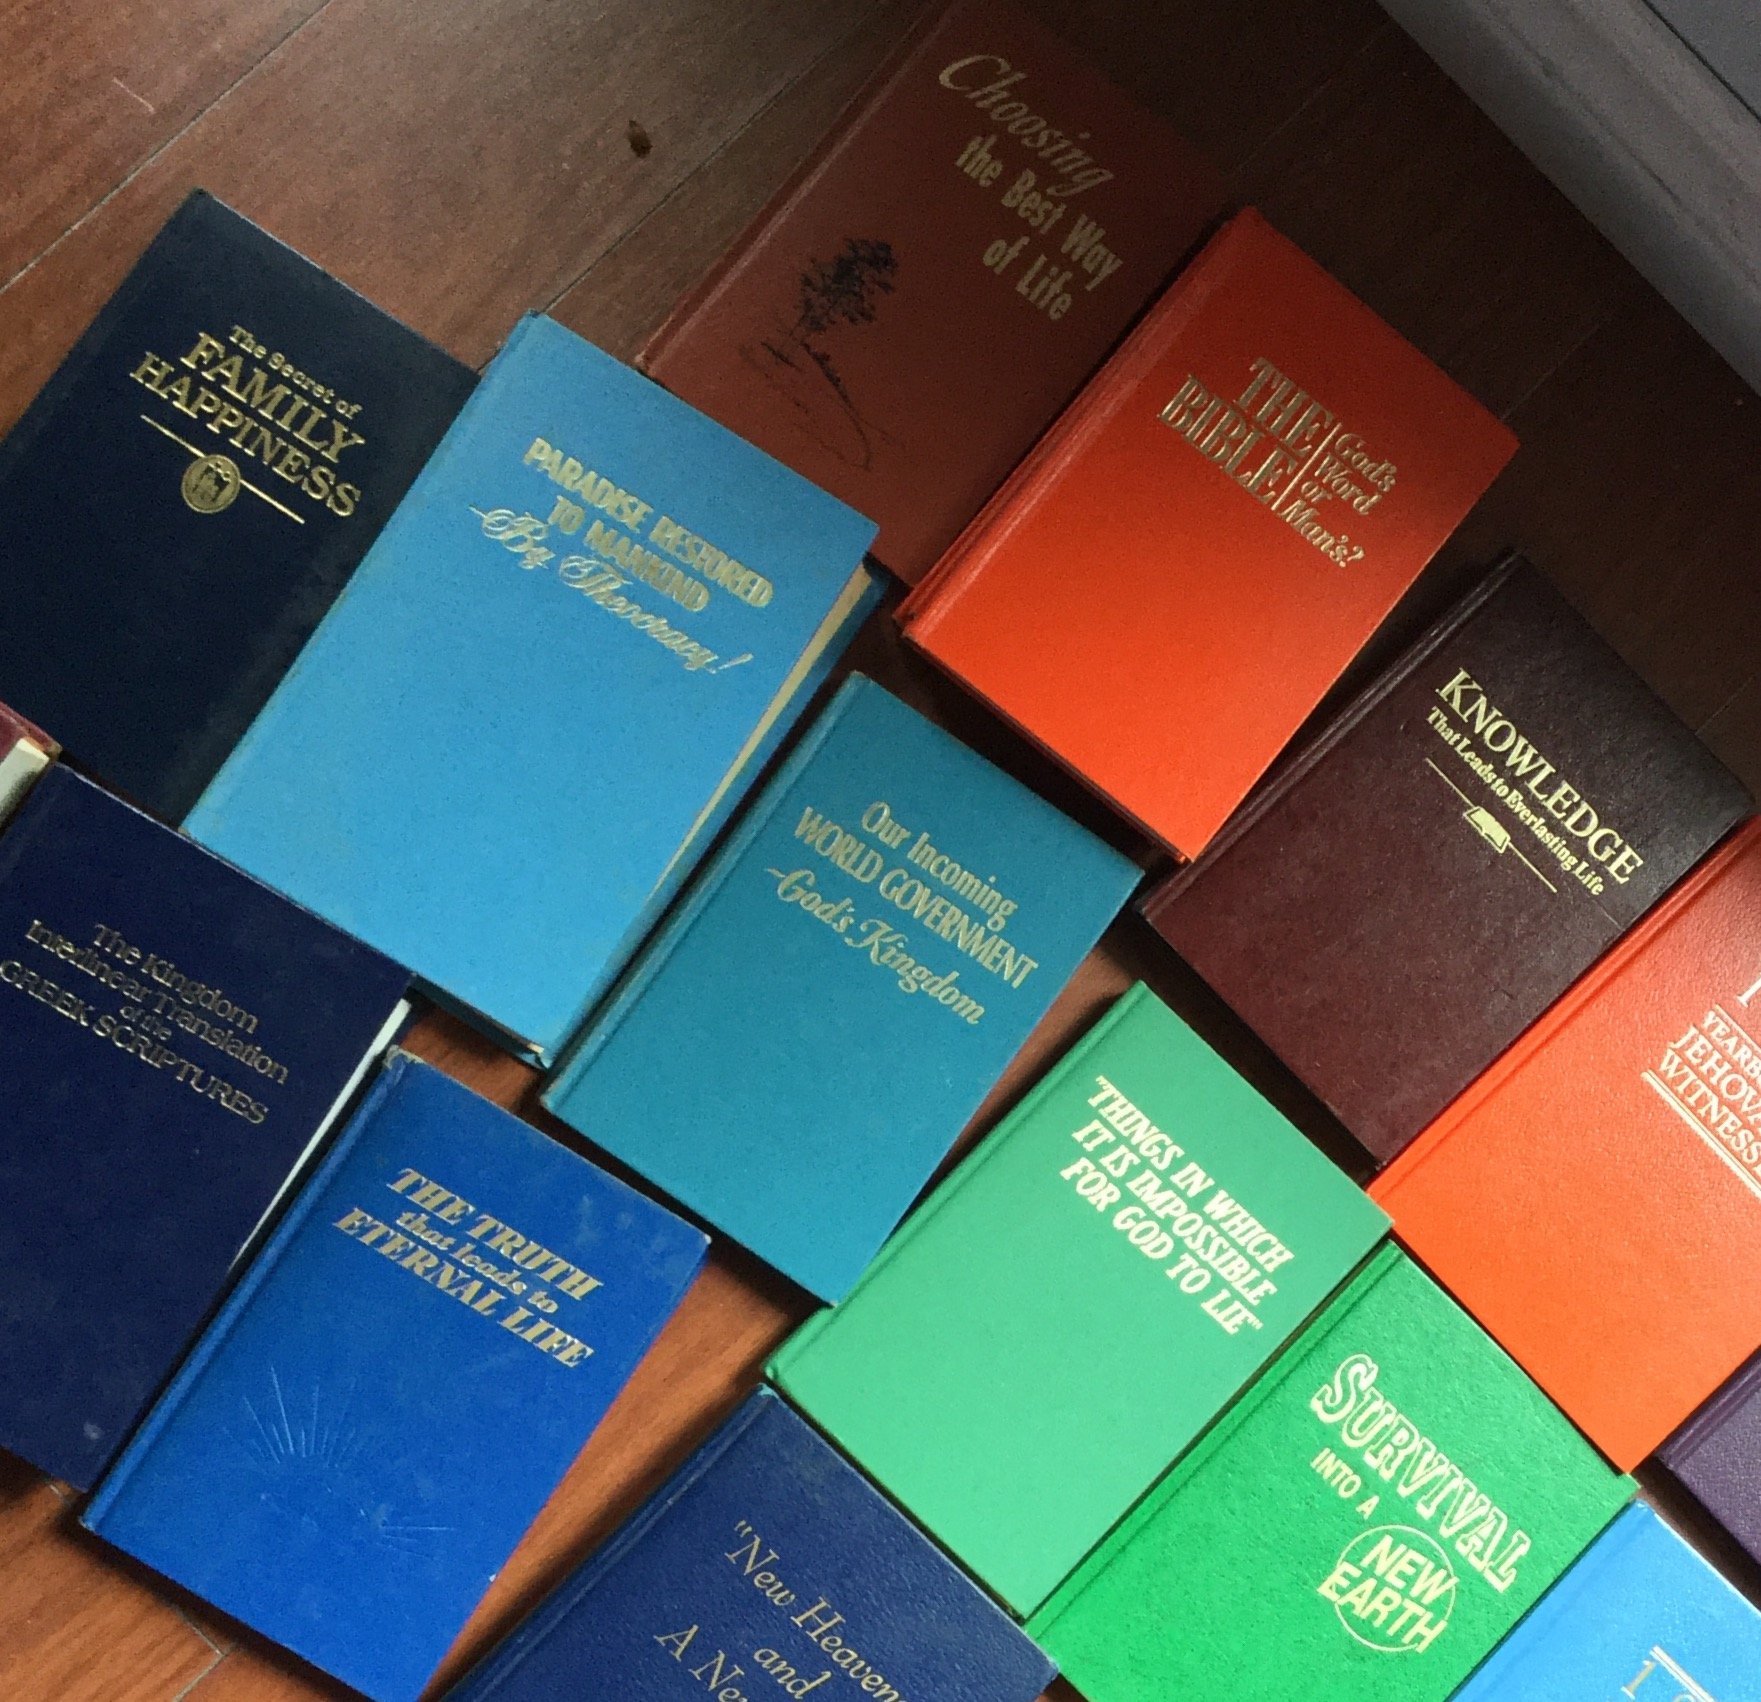 Choosing
the Best Way
of Life
The Secret of
FAMILY
HAPPINESS
PARADISE RESTORED
TO MANKIND
–By Theocracy!
THE
BIBLE
God's
Word
or
Man's?
KNOWLEDGE
That Leads to Everlasting Life
Our Incoming
WORLD GOVERNMENT
–God's Kingdom
The Kingdom
Interlinear Translation
of the
GREEK SCRIPTURES
THE TRUTH
that leads to
ETERNAL LIFE
"THINGS IN WHICH
IT IS IMPOSSIBLE
FOR GOD TO LIE"
SURVIVAL
INTO A
NEW
EARTH
"New Heaven
and
A Ne